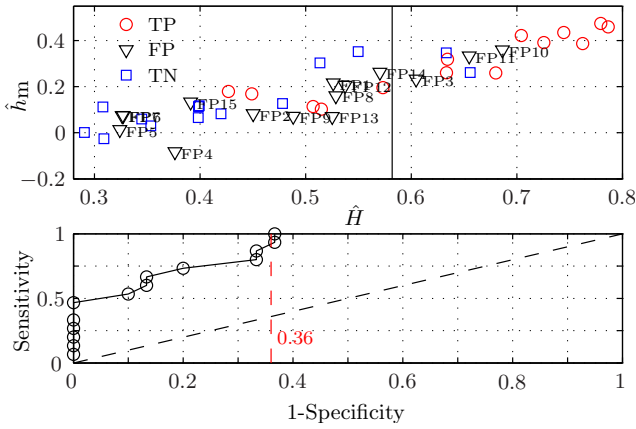 0.4
0.2
0
−0.2
ĥm
TP
FP
TN
FP10
FP11
FP14
FP3
FP1
FP12
FP8
FP15
FP2
FP9
FP13
FP5
FP4
0.3
0.4
0.5
0.6
0.7
0.8
Ĥ
1
0.5
0
Sensitivity
0.36
0
0.2
0.4
0.6
0.8
1
1-Specificity